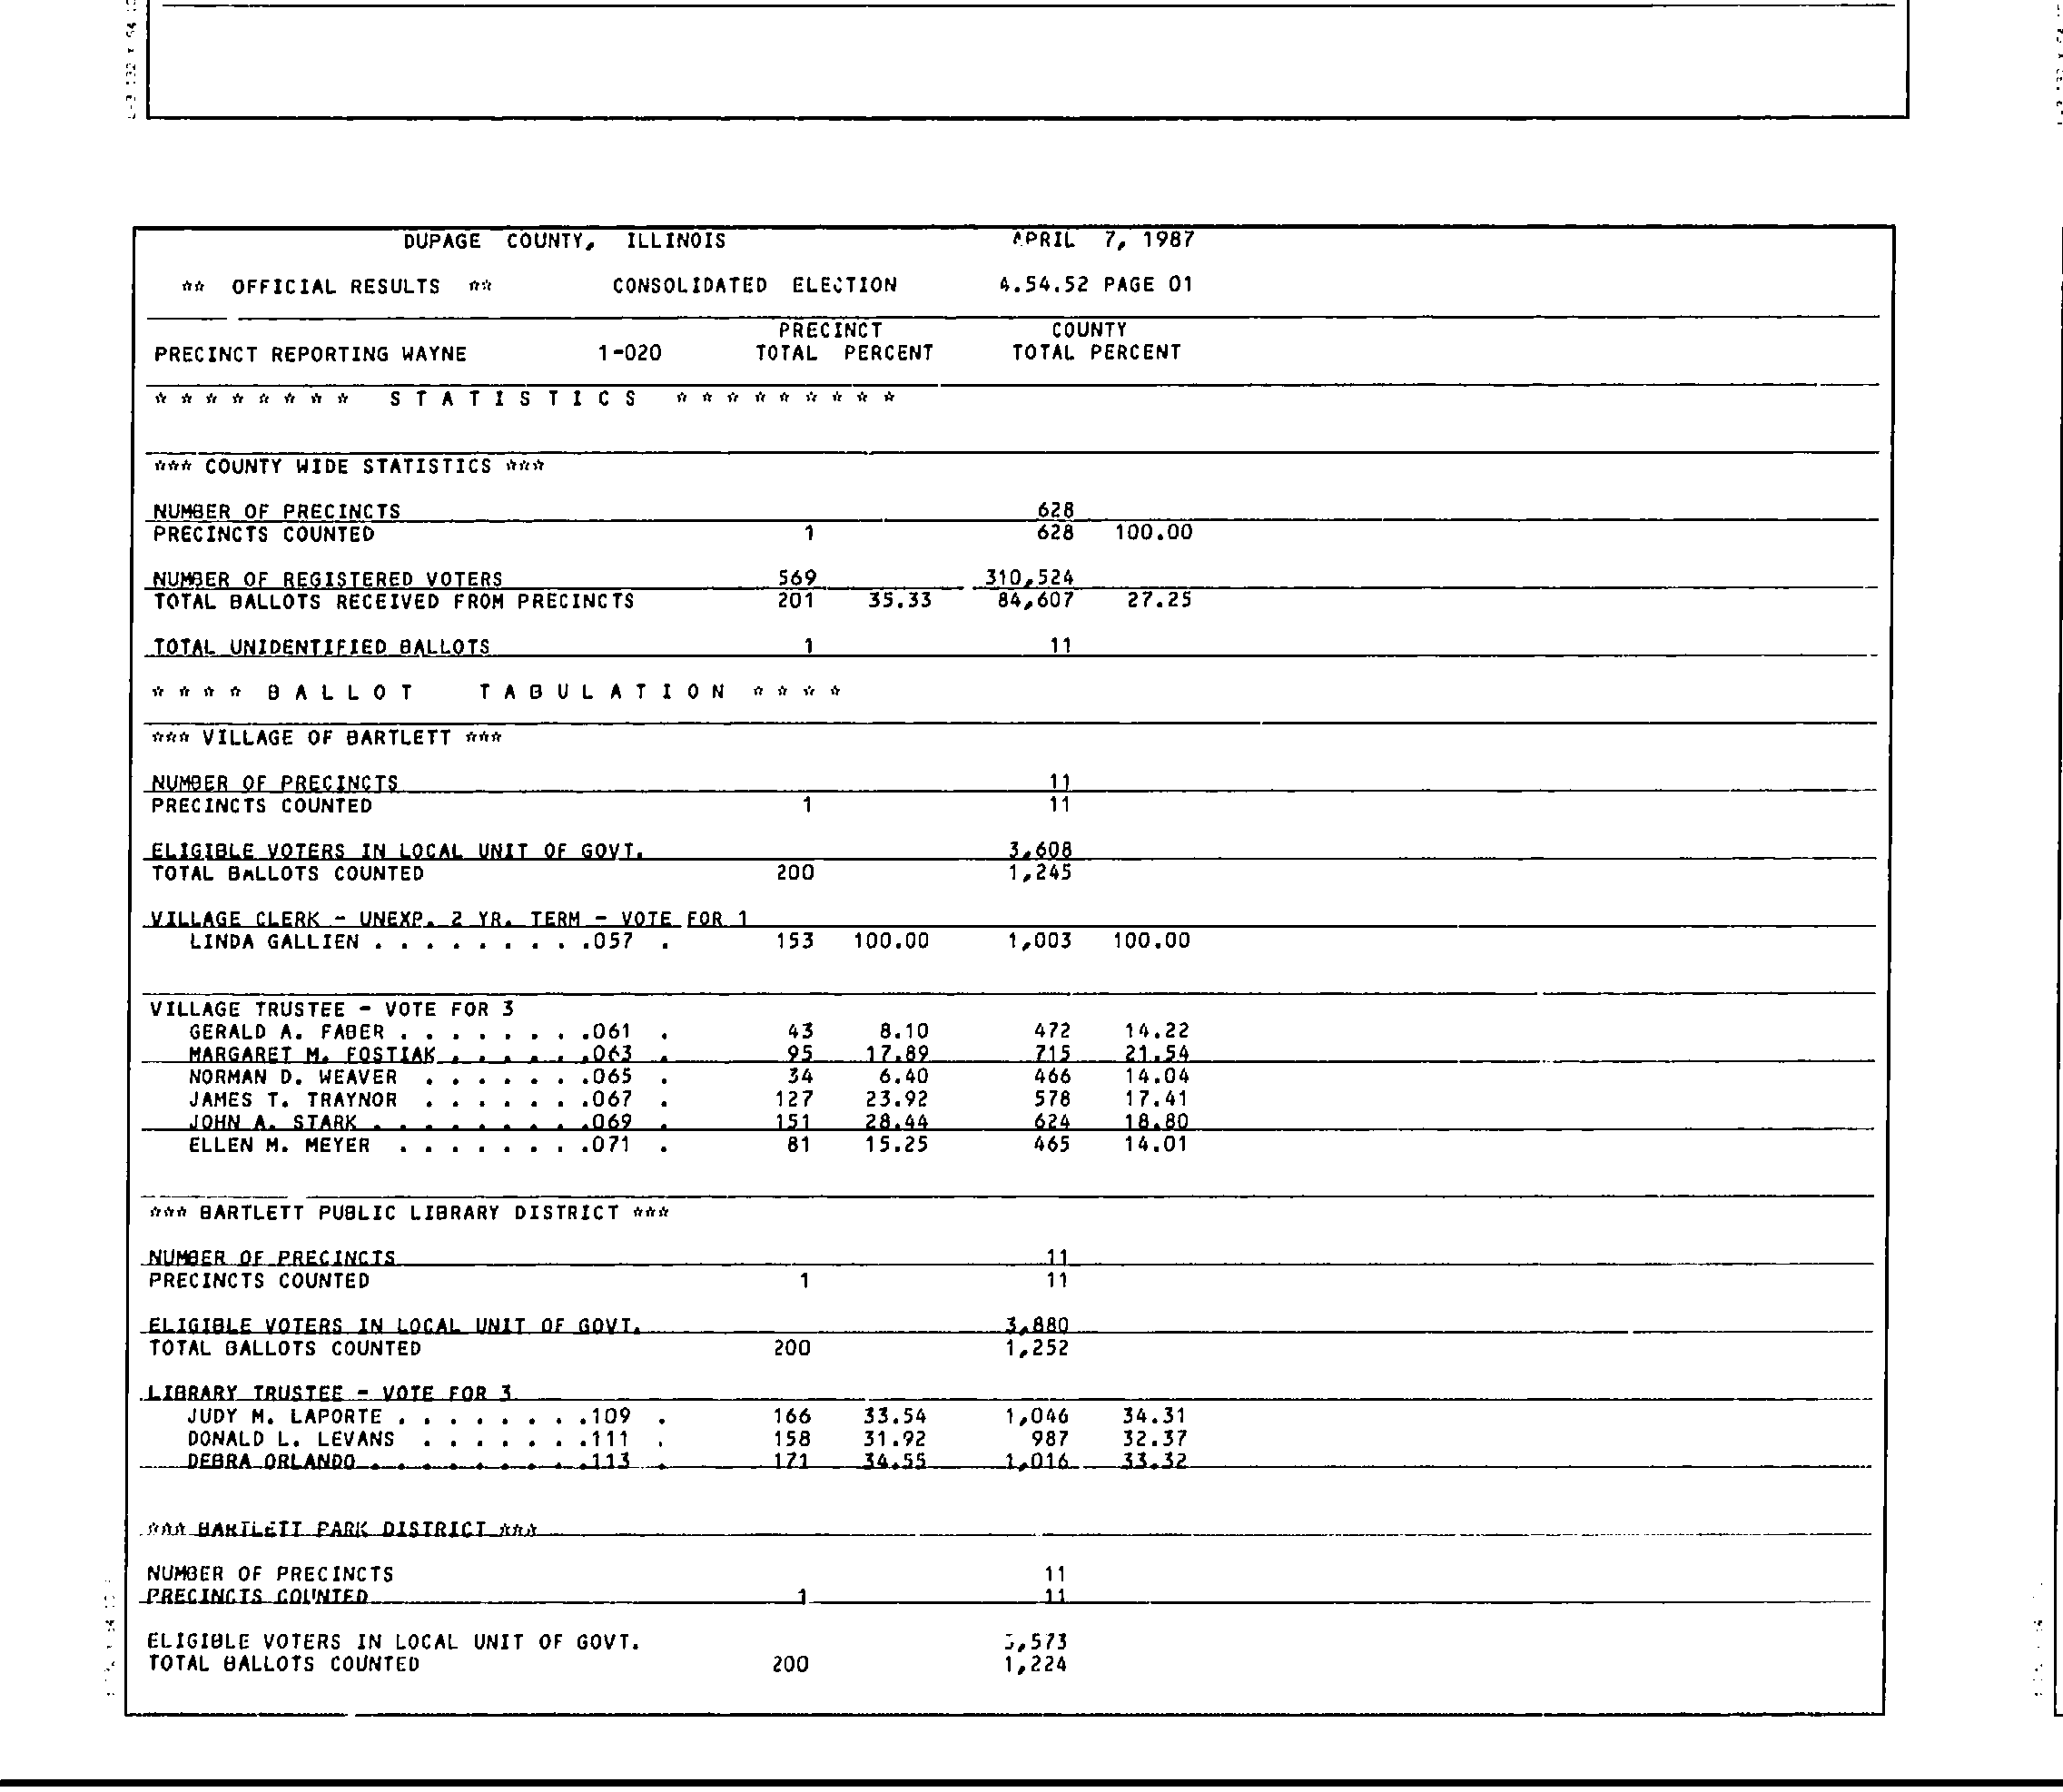 DUPAGE COUNTY, ILLINOIS APRIL 7, 1987
** OFFICIAL RESULTS ** CONSOLIDATED ELECTION 4.54.52 PAGE 01
PRECINCT COUNTY
PRECINCT REPORTING WAYNE 1-020 TOTAL PERCENT TOTAL PERCENT
* * * * * * * * S T A T I S T I C S * * * * * * * * *
*** COUNTY WIDE STATISTICS ***
NUMBER OF PRECINCTS 628
PRECINCTS COUNTED 1 628 100.00
NUMBER OF REGISTERED VOTERS 569 310,524
TOTAL BALLOTS RECEIVED FROM PRECINCTS 201 35.33 84,607 27.25
TOTAL UNIDENTIFIED BALLOTS 1 11
* * * * B A L L O T T A B U L A T I O N * * * *
*** VILLAGE OF BARTLETT ***
NUMBER OF PRECINCTS 11
PRECINCTS COUNTED 1 11
ELIGIBLE VOTERS IN LOCAL UNIT OF GOVT. 3,608
TOTAL BALLOTS COUNTED 200 1,245
VILLAGE CLERK - UNEXP. 2 YR. TERM - VOTE FOR 1
LINDA GALLIEN . . . . . . . . .057 . 153 100.00 1,003 100.00
VILLAGE TRUSTEE - VOTE FOR 3
GERALD A. FABER . . . . . . . .061 . 43 8.10 472 14.22
MARGARET M. FOSTIAK . . . . . .063 . 95 17.89 715 21.54
NORMAN D. WEAVER . . . . . . .065 . 34 6.40 466 14.04
JAMES T. TRAYNOR . . . . . . .067 . 127 23.92 578 17.41
JOHN A. STARK . . . . . . . . .069 . 151 28.44 624 18.80
ELLEN M. MEYER . . . . . . . .071 . 81 15.25 465 14.01
*** BARTLETT PUBLIC LIBRARY DISTRICT ***
NUMBER OF PRECINCTS 11
PRECINCTS COUNTED 1 11
ELIGIBLE VOTERS IN LOCAL UNIT OF GOVT. 3,880
TOTAL BALLOTS COUNTED 200 1,252
LIBRARY TRUSTEE - VOTE FOR 3
JUDY M. LAPORTE . . . . . . . .109 . 166 33.54 1,046 34.31
DONALD L. LEVANS . . . . . . .111 . 158 31.92 987 32.37
DEBRA ORLANDO . . . . . . . . .113 . 171 34.55 1,016 33.32
*** BARTLETT PARK DISTRICT ***
NUMBER OF PRECINCTS 11
PRECINCTS COUNTED 1 11
ELIGIBLE VOTERS IN LOCAL UNIT OF GOVT.
TOTAL BALLOTS COUNTED 200 1,224